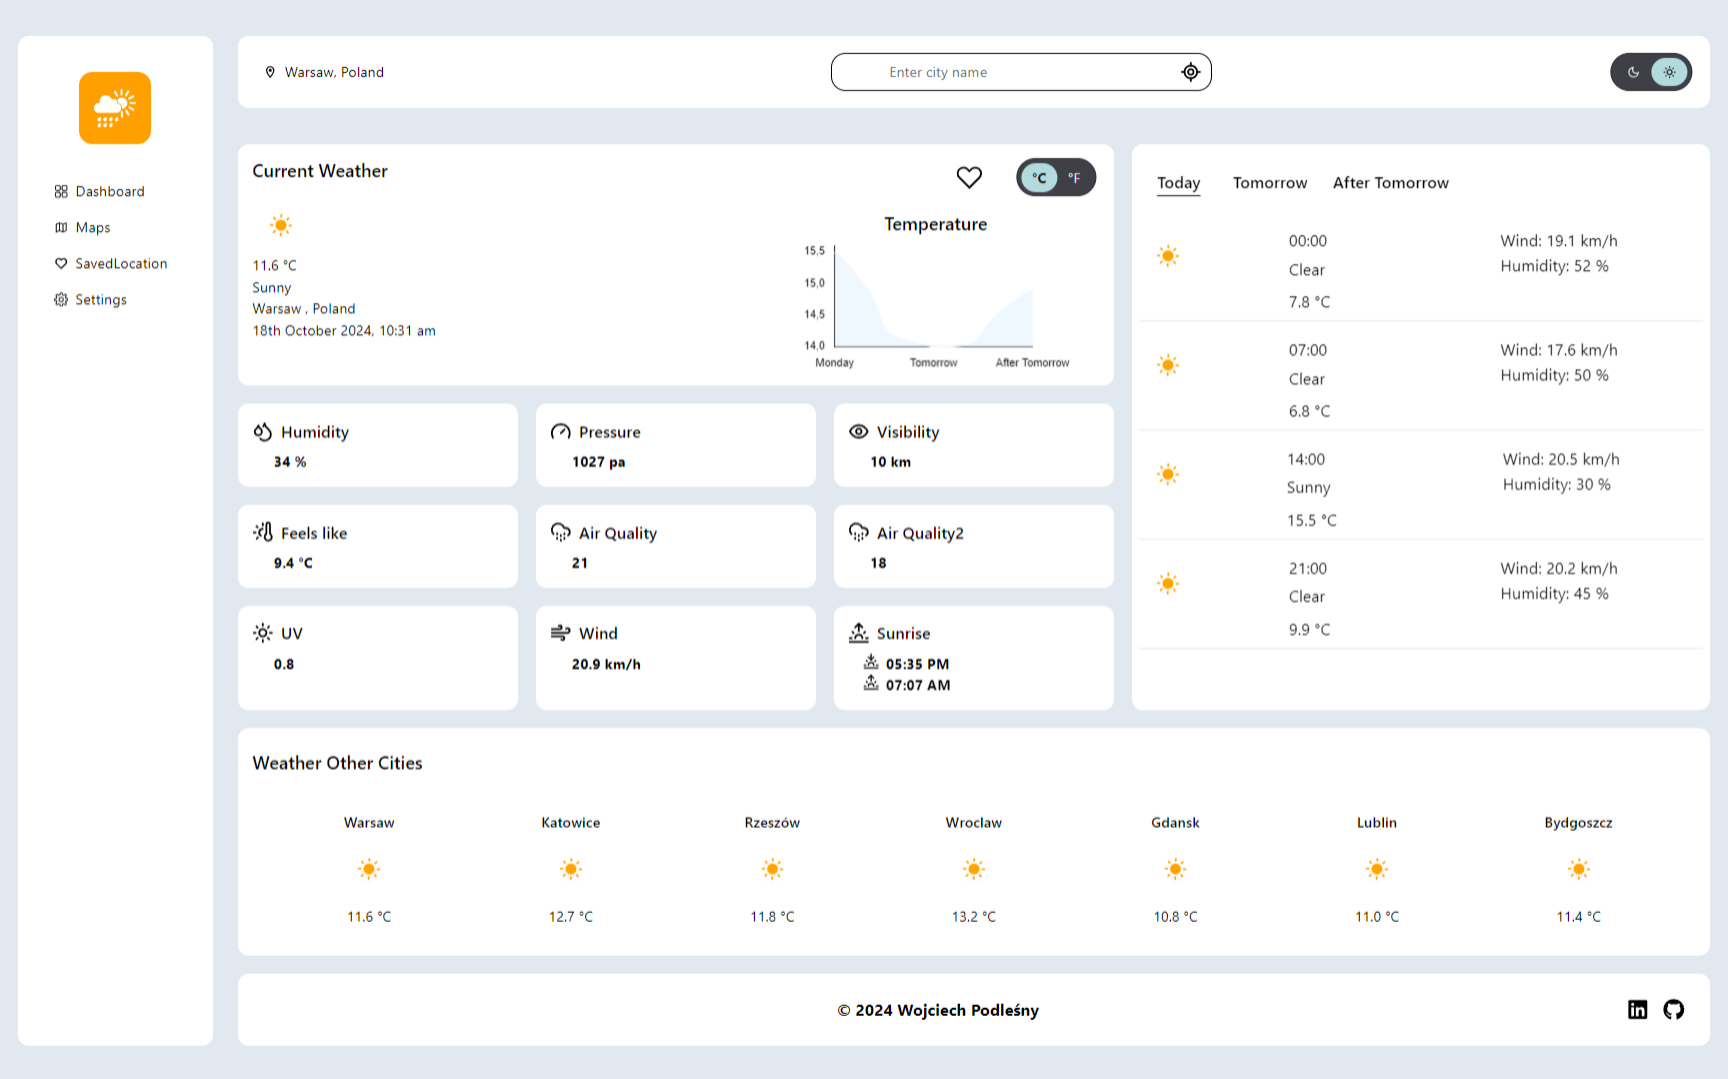 Warsaw, Poland
Enter city name
Dashboard
Maps
SavedLocation
Settings
Current Weather
°C °F
11.6 °C
Sunny
Warsaw , Poland
18th October 2024, 10:31 am
Temperature
15,5
15,0
14,5
14,0
Monday Tomorrow After Tomorrow
Today Tomorrow After Tomorrow
00:00
Clear
7.8 °C
Wind: 19.1 km/h
Humidity: 52 %
07:00
Clear
6.8 °C
Wind: 17.6 km/h
Humidity: 50 %
14:00
Sunny
15.5 °C
Wind: 20.5 km/h
Humidity: 30 %
21:00
Clear
9.9 °C
Wind: 20.2 km/h
Humidity: 45 %
Humidity
34 %
Pressure
1027 pa
Visibility
10 km
Feels like
9.4 °C
Air Quality
21
Air Quality2
18
UV
0.8
Wind
20.9 km/h
Sunrise
05:35 PM
07:07 AM
Weather Other Cities
Warsaw Katowice Rzeszów Wroclaw Gdansk Lublin Bydgoszcz
11.6 °C 12.7 °C 11.8 °C 13.2 °C 10.8 °C 11.0 °C 11.4 °C
© 2024 Wojciech Podleśny